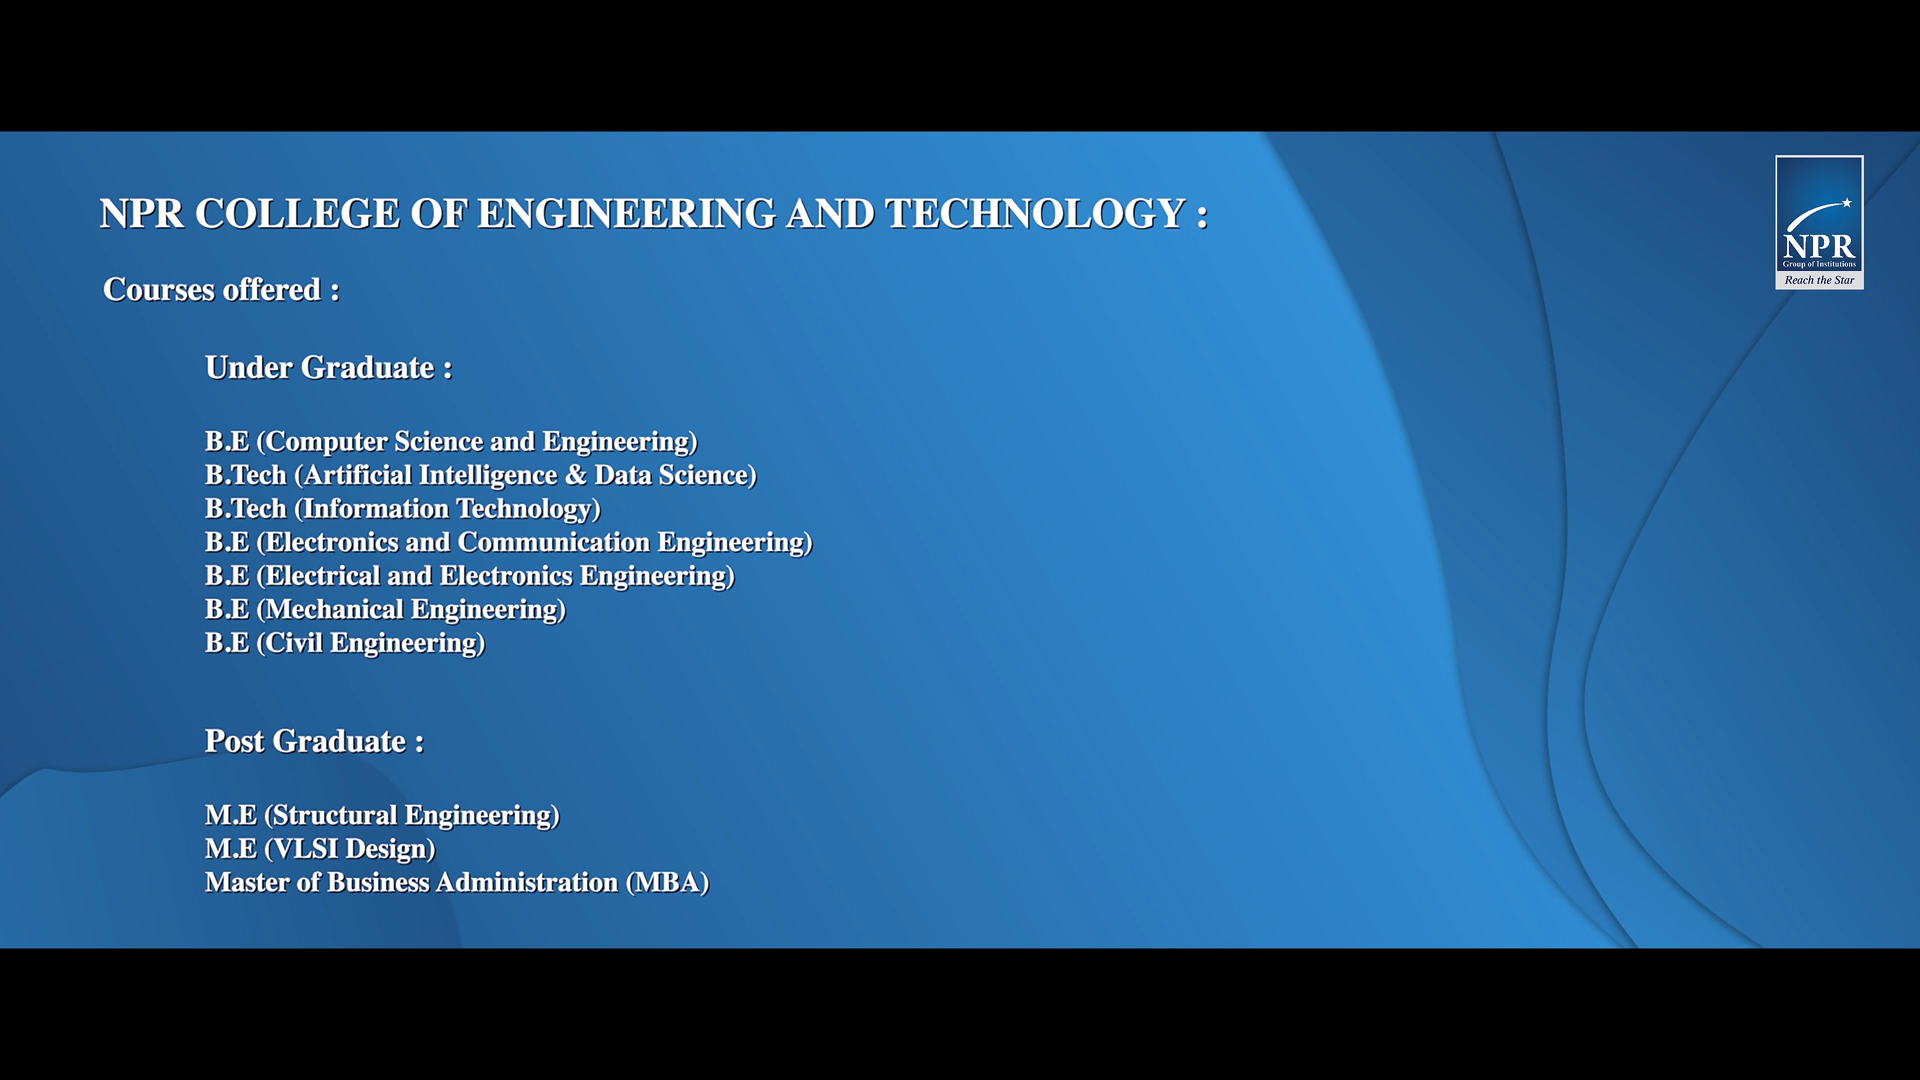 NPR COLLEGE OF ENGINEERING AND TECHNOLOGY :
NPR
Group of Institutions
Reach the Star
Courses offered :
Under Graduate :
B.E (Computer Science and Engineering)
B.Tech (Artificial Intelligence & Data Science)
B.Tech (Information Technology)
B.E (Electronics and Communication Engineering)
B.E (Electrical and Electronics Engineering)
B.E (Mechanical Engineering)
B.E (Civil Engineering)
Post Graduate :
M.E (Structural Engineering)
M.E (VLSI Design)
Master of Business Administration (MBA)